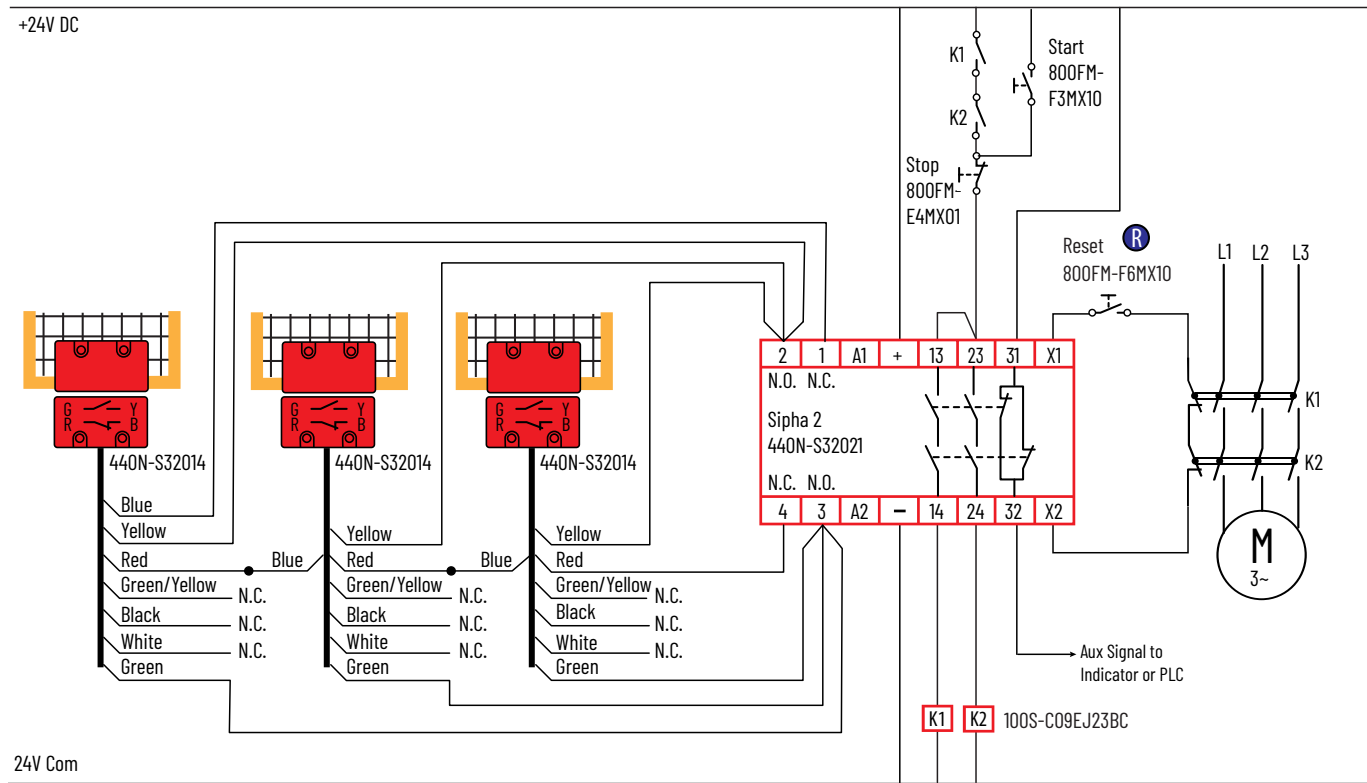 +24V DC
K1
K2
Start
800FM-
F3MX10
Stop
800FM-
E4MX01
Reset
R
800FM-F6MX10
L1 L2 L3
2 1 A1 + 13 23 31 X1
N.O. N.C.
Sipha 2
440N-S32021
N.C. N.O.
4 3 A2 – 14 24 32 X2
K1
K2
M
3~
G Y
R B
440N-S32014
G Y
R B
440N-S32014
G Y
R B
440N-S32014
Blue
Yellow
Red
Green/Yellow N.C.
Black N.C.
White N.C.
Green
Blue
Yellow
Red
Green/Yellow N.C.
Black N.C.
White N.C.
Green
Blue
Yellow
Red
Green/Yellow N.C.
Black N.C.
White N.C.
Green
Aux Signal to
Indicator or PLC
K1 K2 100S-C09EJ23BC
24V Com